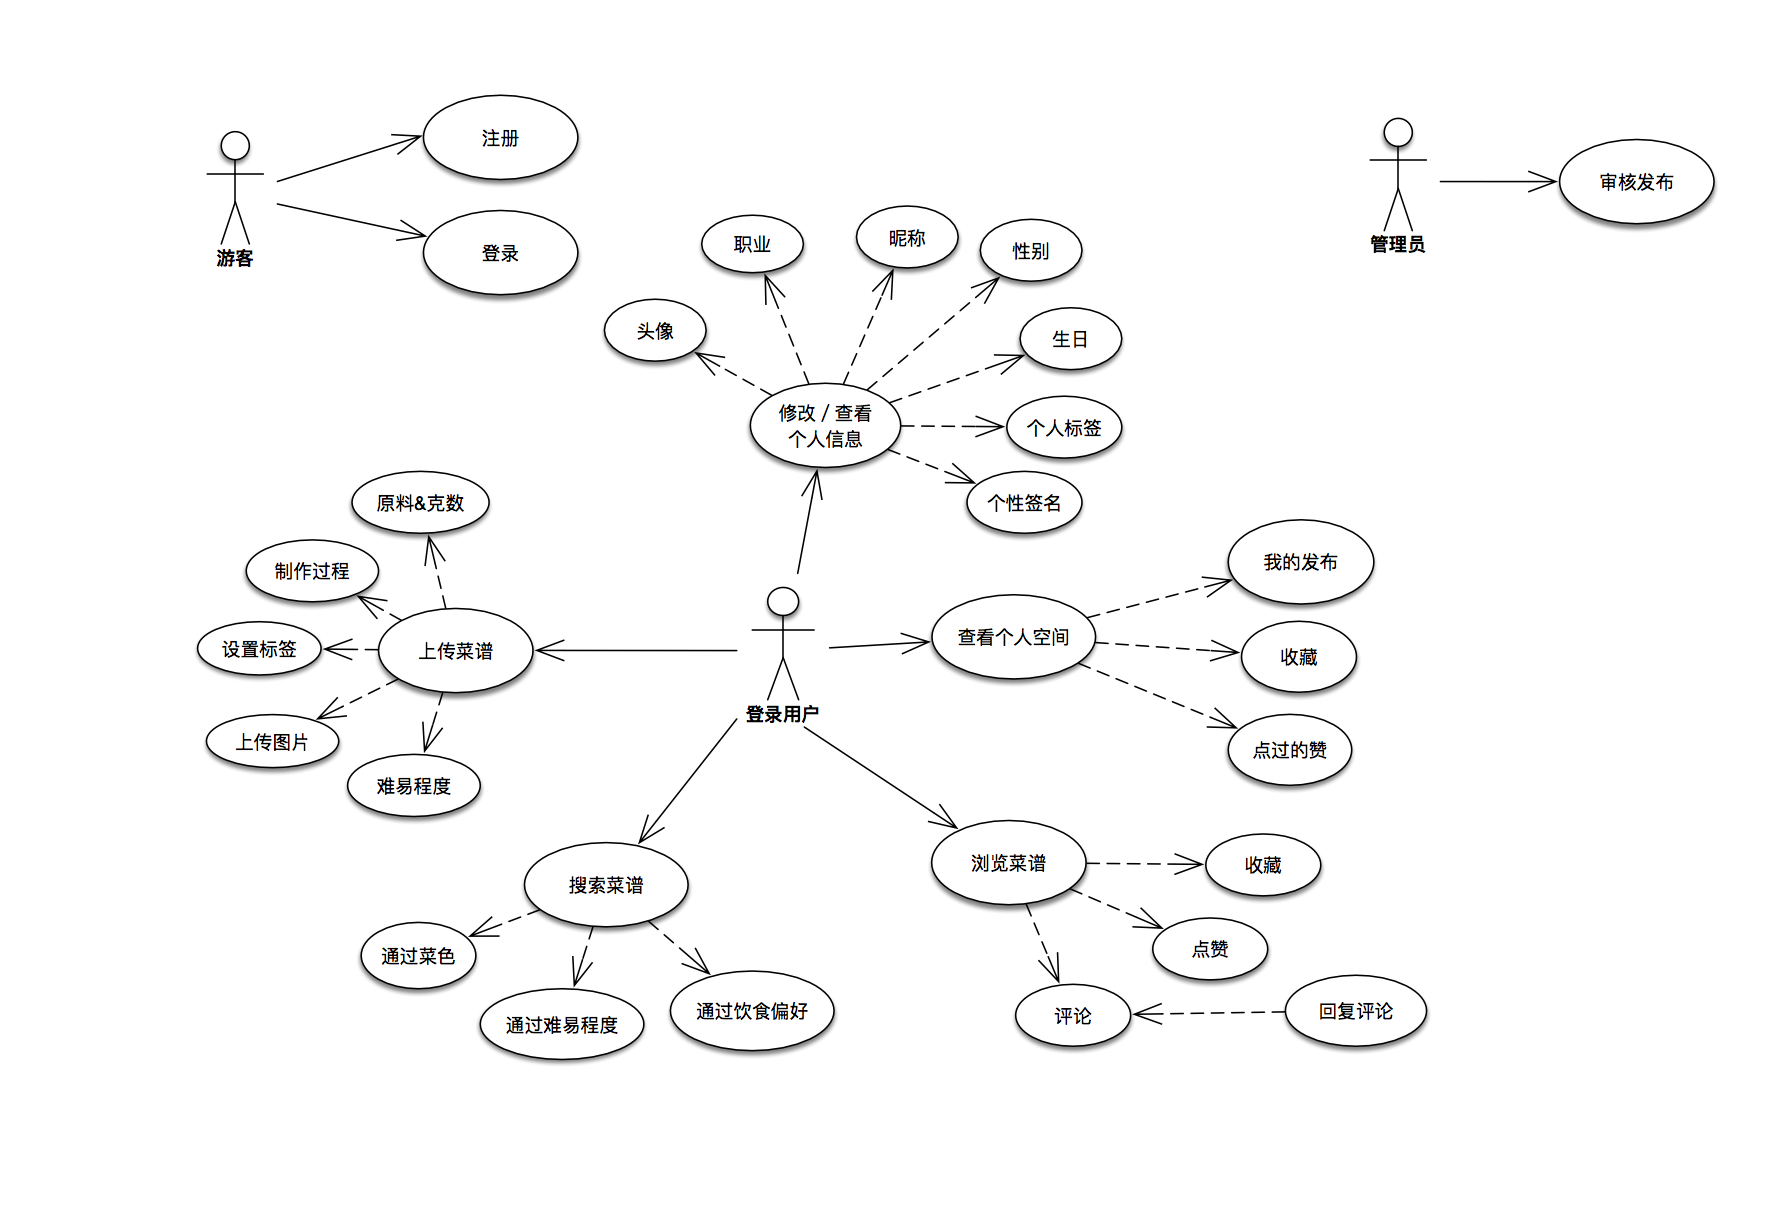 注册
登录
游客
管理员
审核发布
职业
昵称
性别
头像
生日
修改 / 查看
个人信息
个人标签
个性签名
原料&克数
制作过程
设置标签
上传菜谱
上传图片
难易程度
登录用户
查看个人空间
我的发布
收藏
点过的赞
搜索菜谱
通过菜色
通过难易程度
通过饮食偏好
浏览菜谱
收藏
点赞
评论
回复评论